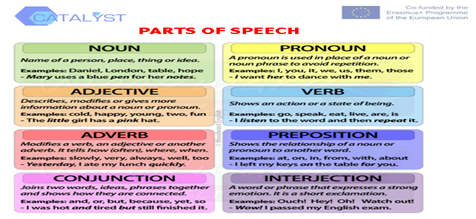 CATALYST
Co-funded by the
Erasmus+ Programme
of the European Union
PARTS OF SPEECH
NOUN
Name of a person, place, thing or idea.
Examples: Daniel, London, table, hope
- Mary uses a blue pen for her notes.
PRONOUN
A pronoun is used in place of a noun or
noun phrase to avoid repetition.
Examples: I, you, it, we, us, them, those
- I want her to dance with me.
ADJECTIVE
Describes, modifies or gives more
information about a noun or pronoun.
Examples: cold, happy, young, two, fun
- The little girl has a pink hat.
VERB
Shows an action or a state of being.
Examples: go, speak, eat, live, are, is
- I listen to the word and then repeat it.
ADVERB
Modifies a verb, an adjective or another
adverb. It tells how (often), where, when.
Examples: slowly, very, always, well, too
- Yesterday, I ate my lunch quickly.
PREPOSITION
Shows the relationship of a noun or
pronoun to another word.
Examples: at, on, in, from, with, about
- I left my keys on the table for you.
CONJUNCTION
Joins two words, ideas, phrases together
and shows how they are connected.
Examples: and, or, but, because, yet, so
- I was hot and tired but still finished it.
INTERJECTION
A word or phrase that expresses a strong
emotion. It is a short exclamation.
Examples: Ouch! Hey! Oh! Watch out!
- Wow! I passed my English exam.